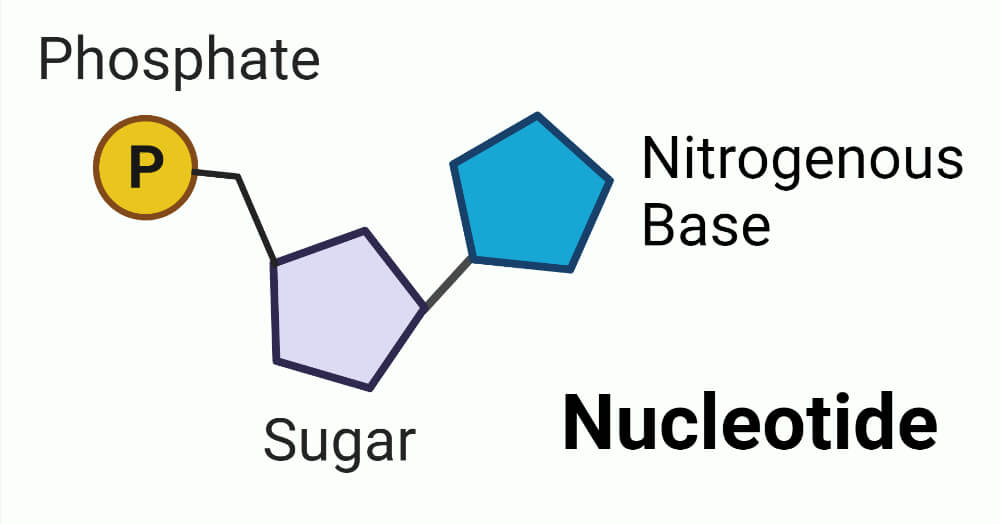 Phosphate
P
Nitrogenous
Base
Sugar
Nucleotide